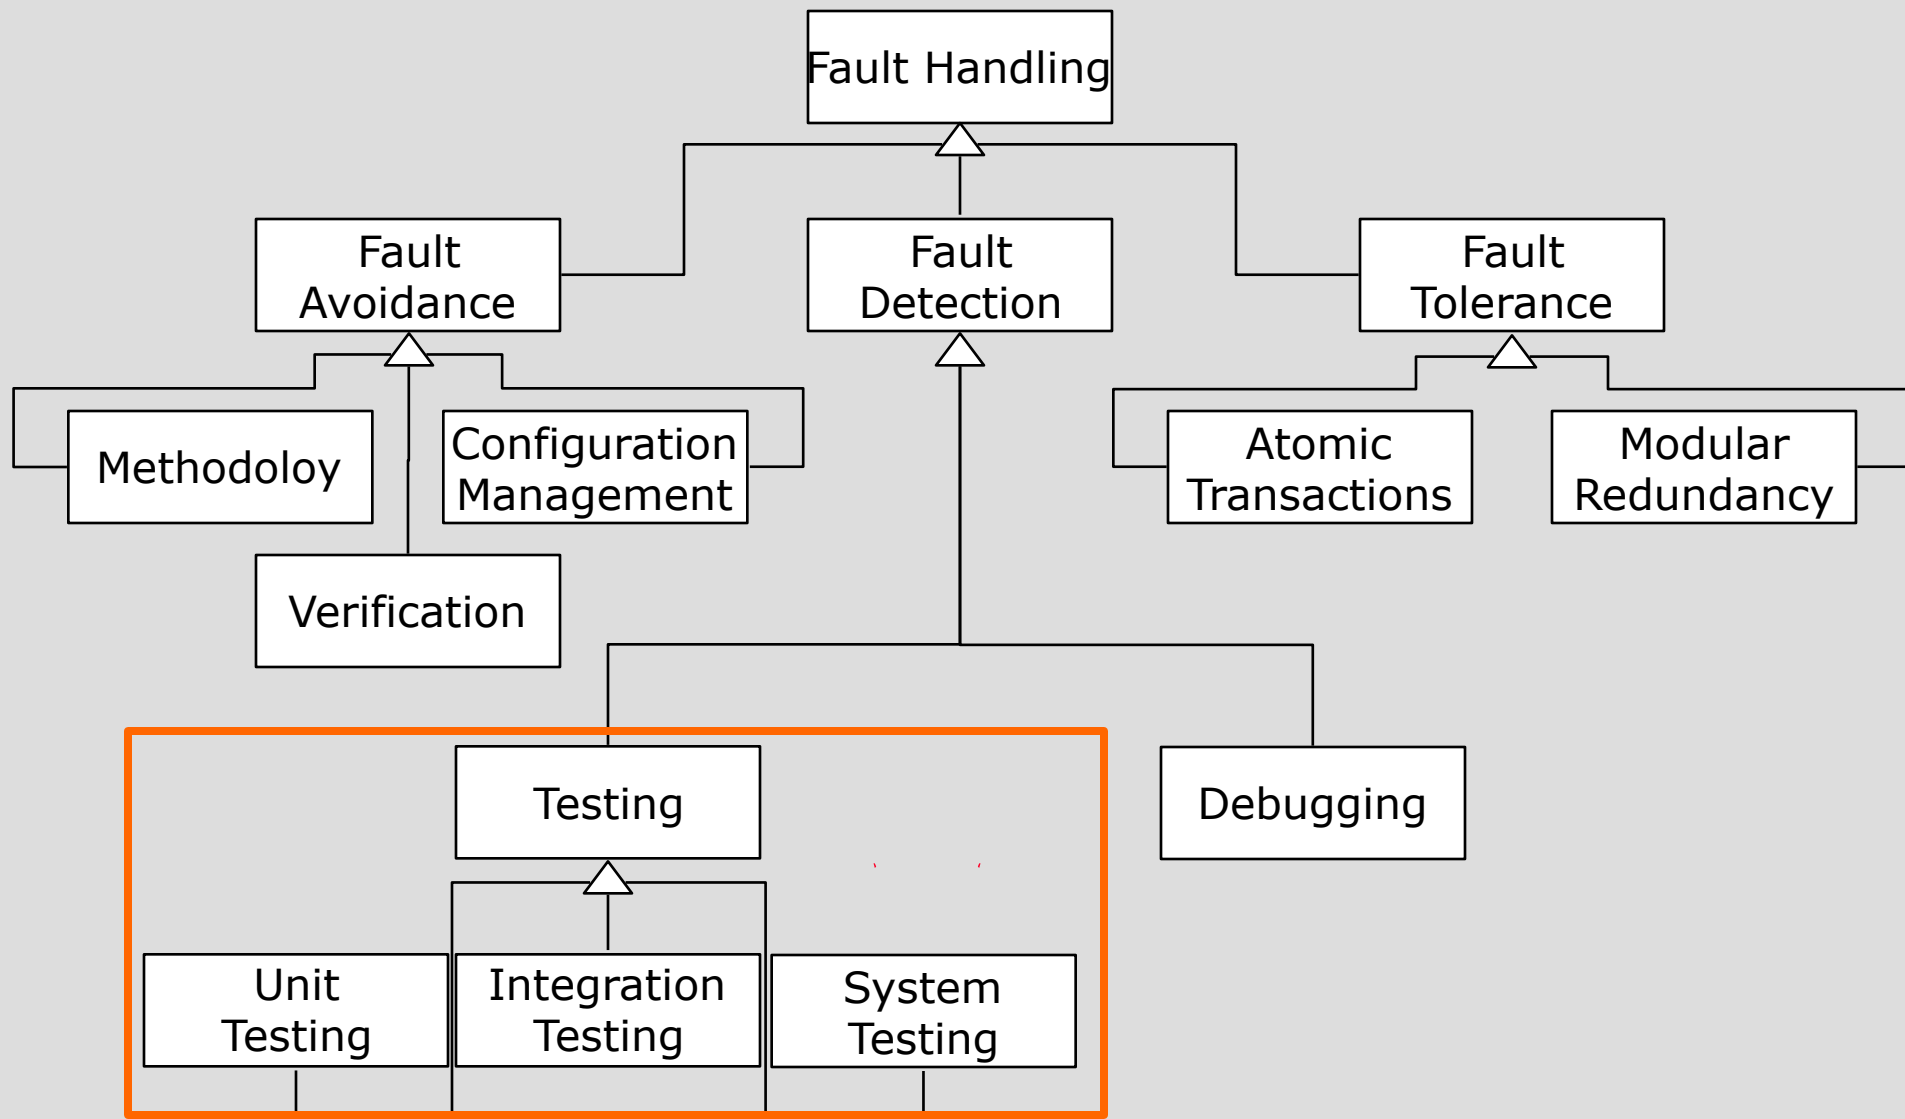 Fault Handling
Fault
Avoidance
Fault
Detection
Fault
Tolerance
Methodoloy
Configuration
Management
Atomic
Transactions
Modular
Redundancy
Verification
Testing
Debugging
Unit
Testing
Integration
Testing
System
Testing